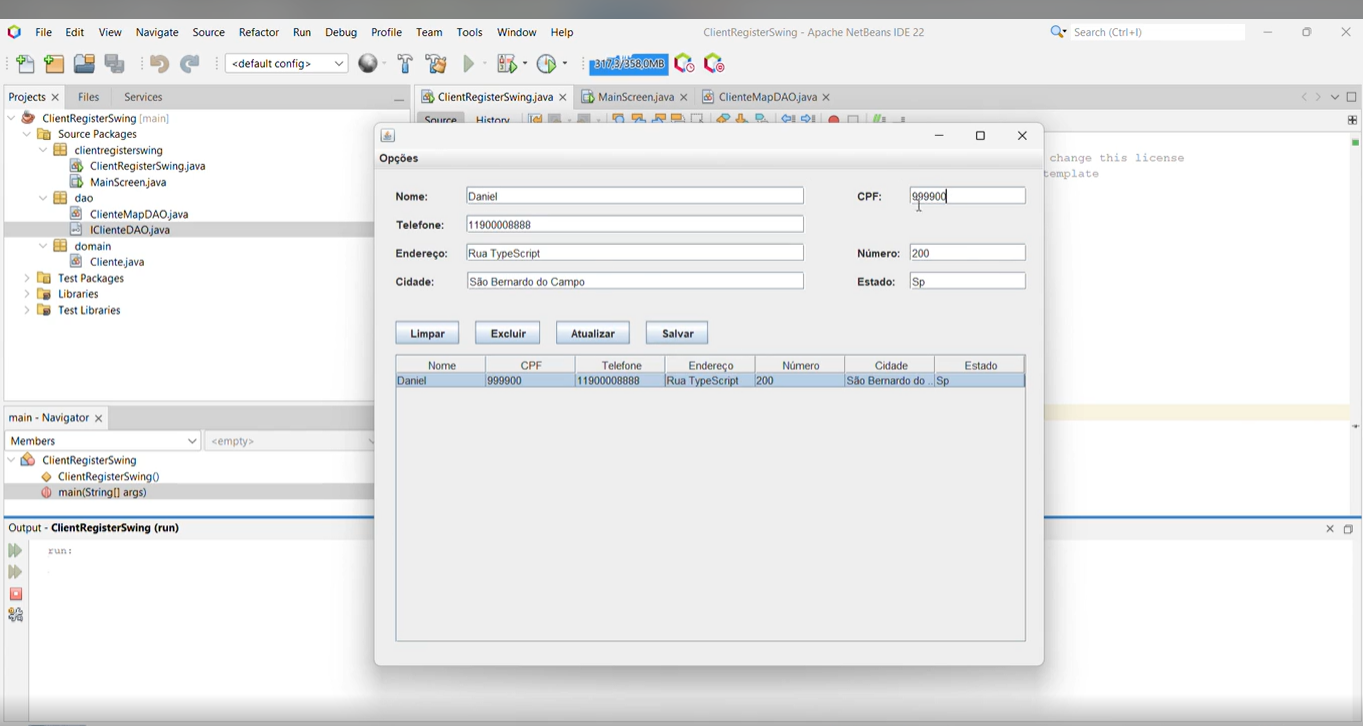 File Edit View Navigate Source Refactor Run Debug Profile Team Tools Window Help
ClientRegisterSwing - Apache NetBeans IDE 22
Search (Ctrl+I)
<default config>
317,3/358,0MB
Projects Files Services
ClientRegisterSwing.java MainScreen.java ClienteMapDAO.java
Source History
ClientRegisterSwing [main]
Source Packages
clientregisterswing
ClientRegisterSwing.java
MainScreen.java
dao
ClienteMapDAO.java
IClienteDAO.java
domain
Cliente.java
Test Packages
Libraries
Test Libraries
change this license
template
Opções
Nome: Daniel CPF: 999900
Telefone: 11900008888
Endereço: Rua TypeScript Número: 200
Cidade: São Bernardo do Campo Estado: Sp
Limpar Excluir Atualizar Salvar
Nome CPF Telefone Endereço Número Cidade Estado
Daniel 999900 11900008888 Rua TypeScript 200 São Bernardo do ... Sp
main - Navigator
Members <empty>
ClientRegisterSwing
ClientRegisterSwing()
main(String[] args)
Output - ClientRegisterSwing (run)
run: